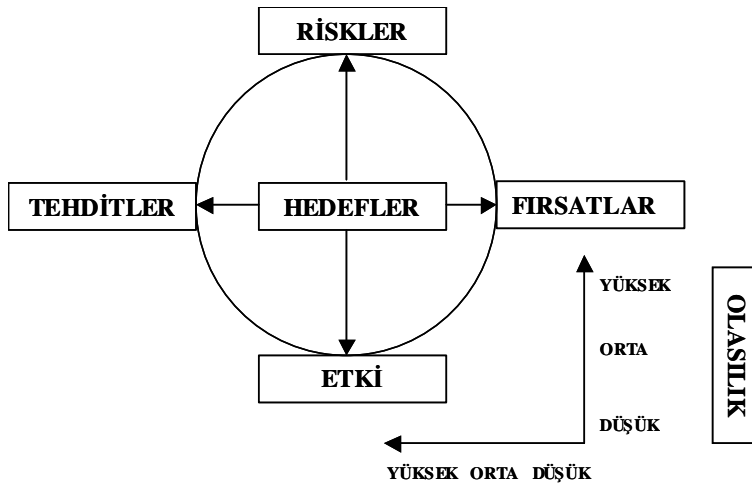 RİSKLER
TEHDİTLER
HEDEFLER
FIRSATLAR
YÜKSEK
ORTA
DÜŞÜK
OLASILIK
ETKİ
YÜKSEK ORTA DÜŞÜK